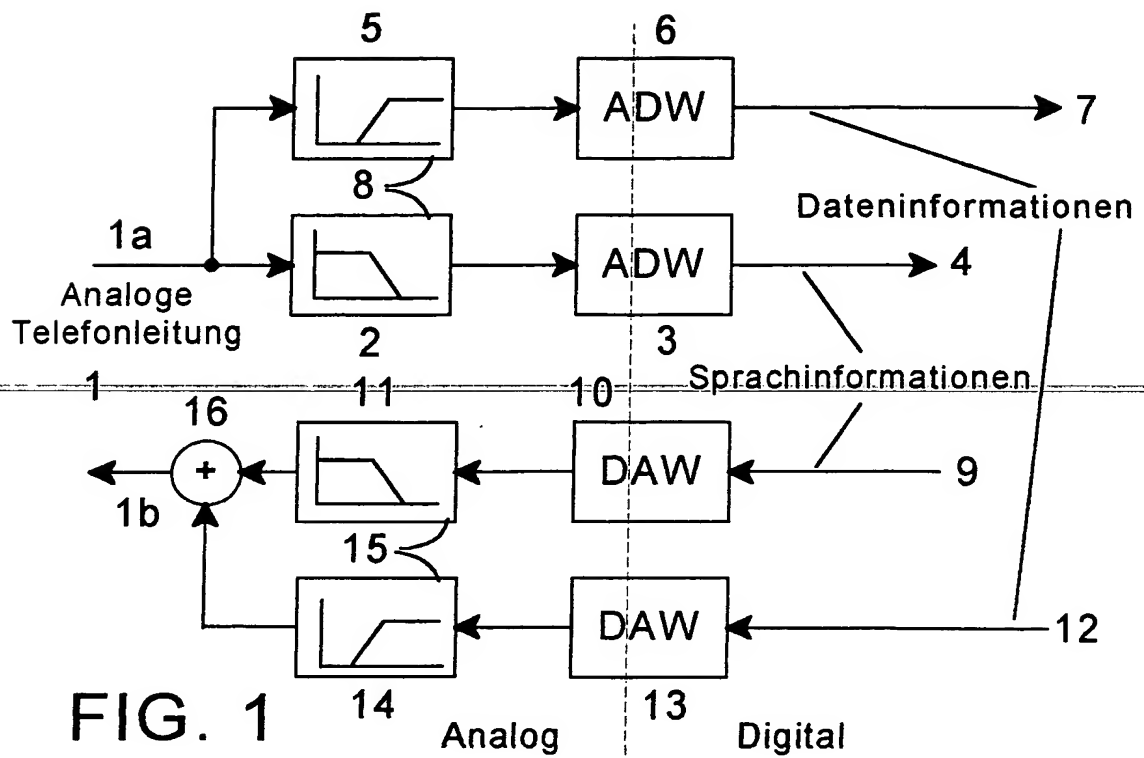 5 6
ADW 7
8
Dateninformationen
1a
ADW 4
Analoge
Telefonleitung
2 3
Sprachinformationen
1 11 10
16
+ DAW 9
1b
15
DAW 12
14 13
FIG. 1
Analog Digital